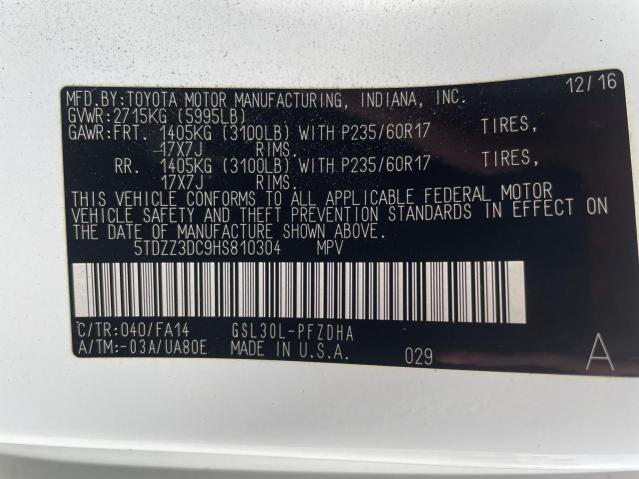 MFD.BY:TOYOTA MOTOR MANUFACTURING, INDIANA, INC. 12/16
GVWR:2715KG (5995LB)
GAWR:FRT. 1405KG (3100LB) WITH P235/60R17 TIRES,
17X7J RIMS.
RR. 1405KG (3100LB) WITH P235/60R17 TIRES,
17X7J RIMS.
THIS VEHICLE CONFORMS TO ALL APPLICABLE FEDERAL MOTOR
VEHICLE SAFETY AND THEFT PREVENTION STANDARDS IN EFFECT ON
THE DATE OF MANUFACTURE SHOWN ABOVE.
5TDZZ3DC9HS810304 MPV
C/TR:040/FA14 GSL30L-PFZDHA
A/TM:-03A/UA80E MADE IN U.S.A. 029 A